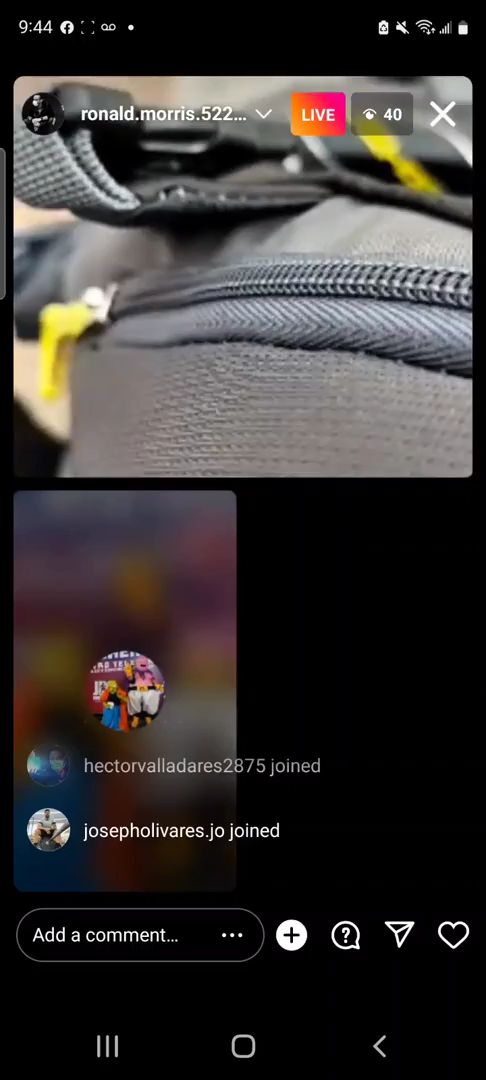 9:44
ronald.morris.522...
LIVE
40
hectorvalladares2875 joined
josepholivares.jo joined
Add a comment...